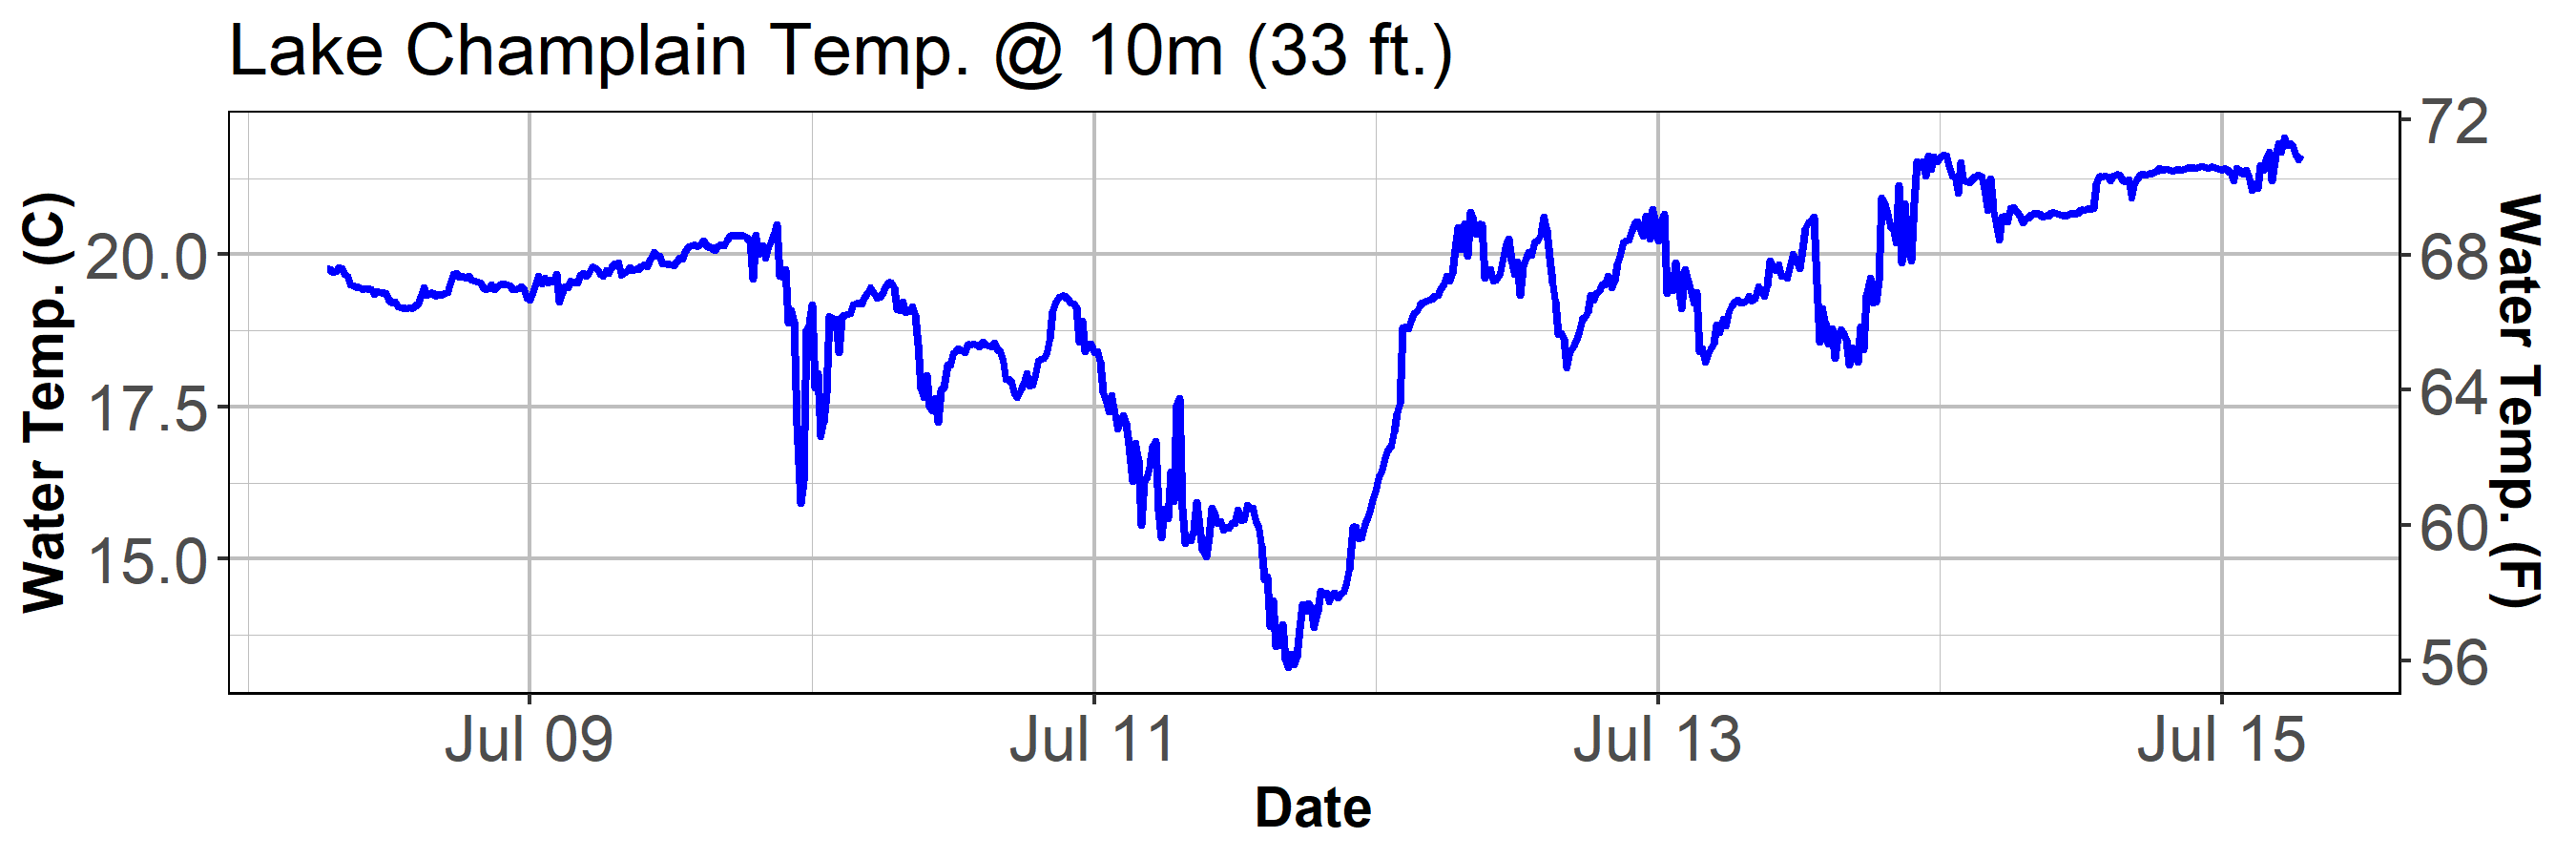 Lake Champlain Temp. @ 10m (33 ft.)
Water Temp. (C)
20.0
17.5
15.0
72
68
64
60
56
Water Temp. (F)
Jul 09
Jul 11
Jul 13
Jul 15
Date